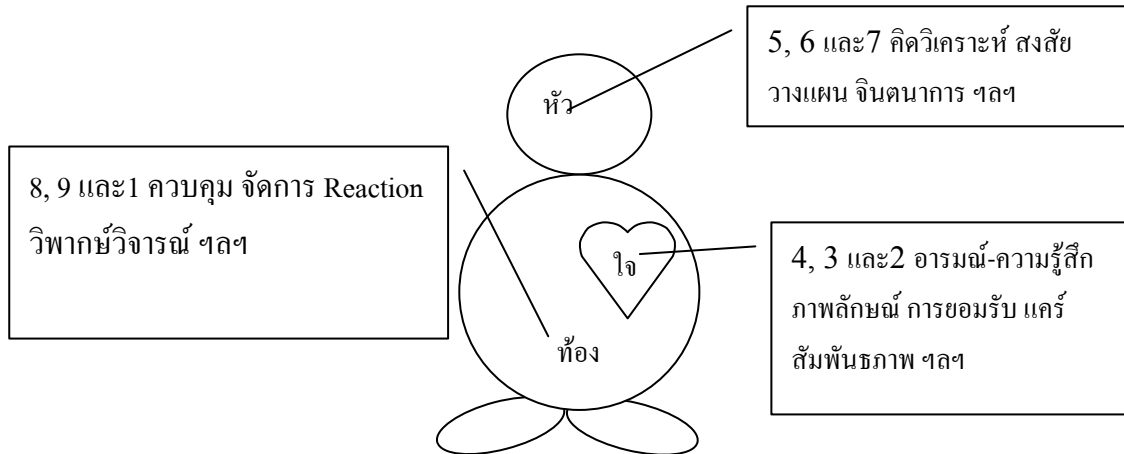 5, 6 และ7 คิดวิเคราะห์ สงสัย
วางแผน จินตนาการ ฯลฯ
หัว
8, 9 และ1 ควบคุม จัดการ Reaction
วิพากษ์วิจารณ์ ฯลฯ
ใจ
4, 3 และ2 อารมณ์-ความรู้สึก
ภาพลักษณ์ การยอมรับ แคร์
สัมพันธภาพ ฯลฯ
ท้อง